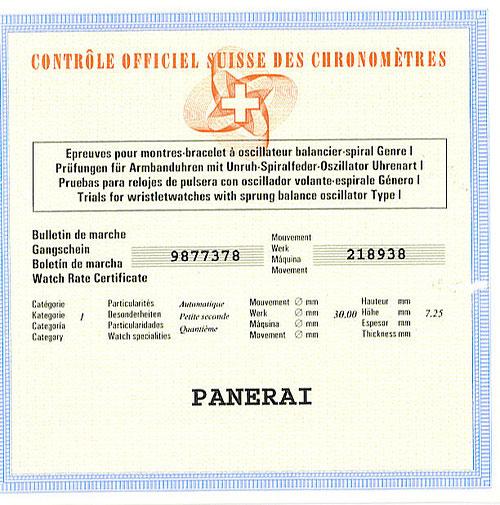 CONTRÔLE OFFICIEL SUISSE DES CHRONOMÈTRES
Epreuves pour montres-bracelet à oscillateur balancier-spiral Genre I
Prüfungen für Armbanduhren mit Unruh-Spiralfeder-Oszillator Uhrenart I
Pruebas para relojes de pulsera con oscillador volante-espirale Género I
Trials for wristletwatches with sprung balance oscillator Type I
Bulletin de marche
Gangschein
Boletín de marcha
Watch Rate Certificate
9877378
Mouvement
Werk
Máquina
Movement
218938
Catégorie
Kategorie
Categoria
Category
1
Particularités
Besonderheiten
Particularidades
Watch specialities
Automatique
Petite seconde
Quantième
Mouvement ∅ mm
Werk ∅ mm
Máquina ∅ mm
Movement ∅ mm
30.00
Hauteur mm
Höhe mm
Espesor mm
Thickness mm
7.25
PANERAI